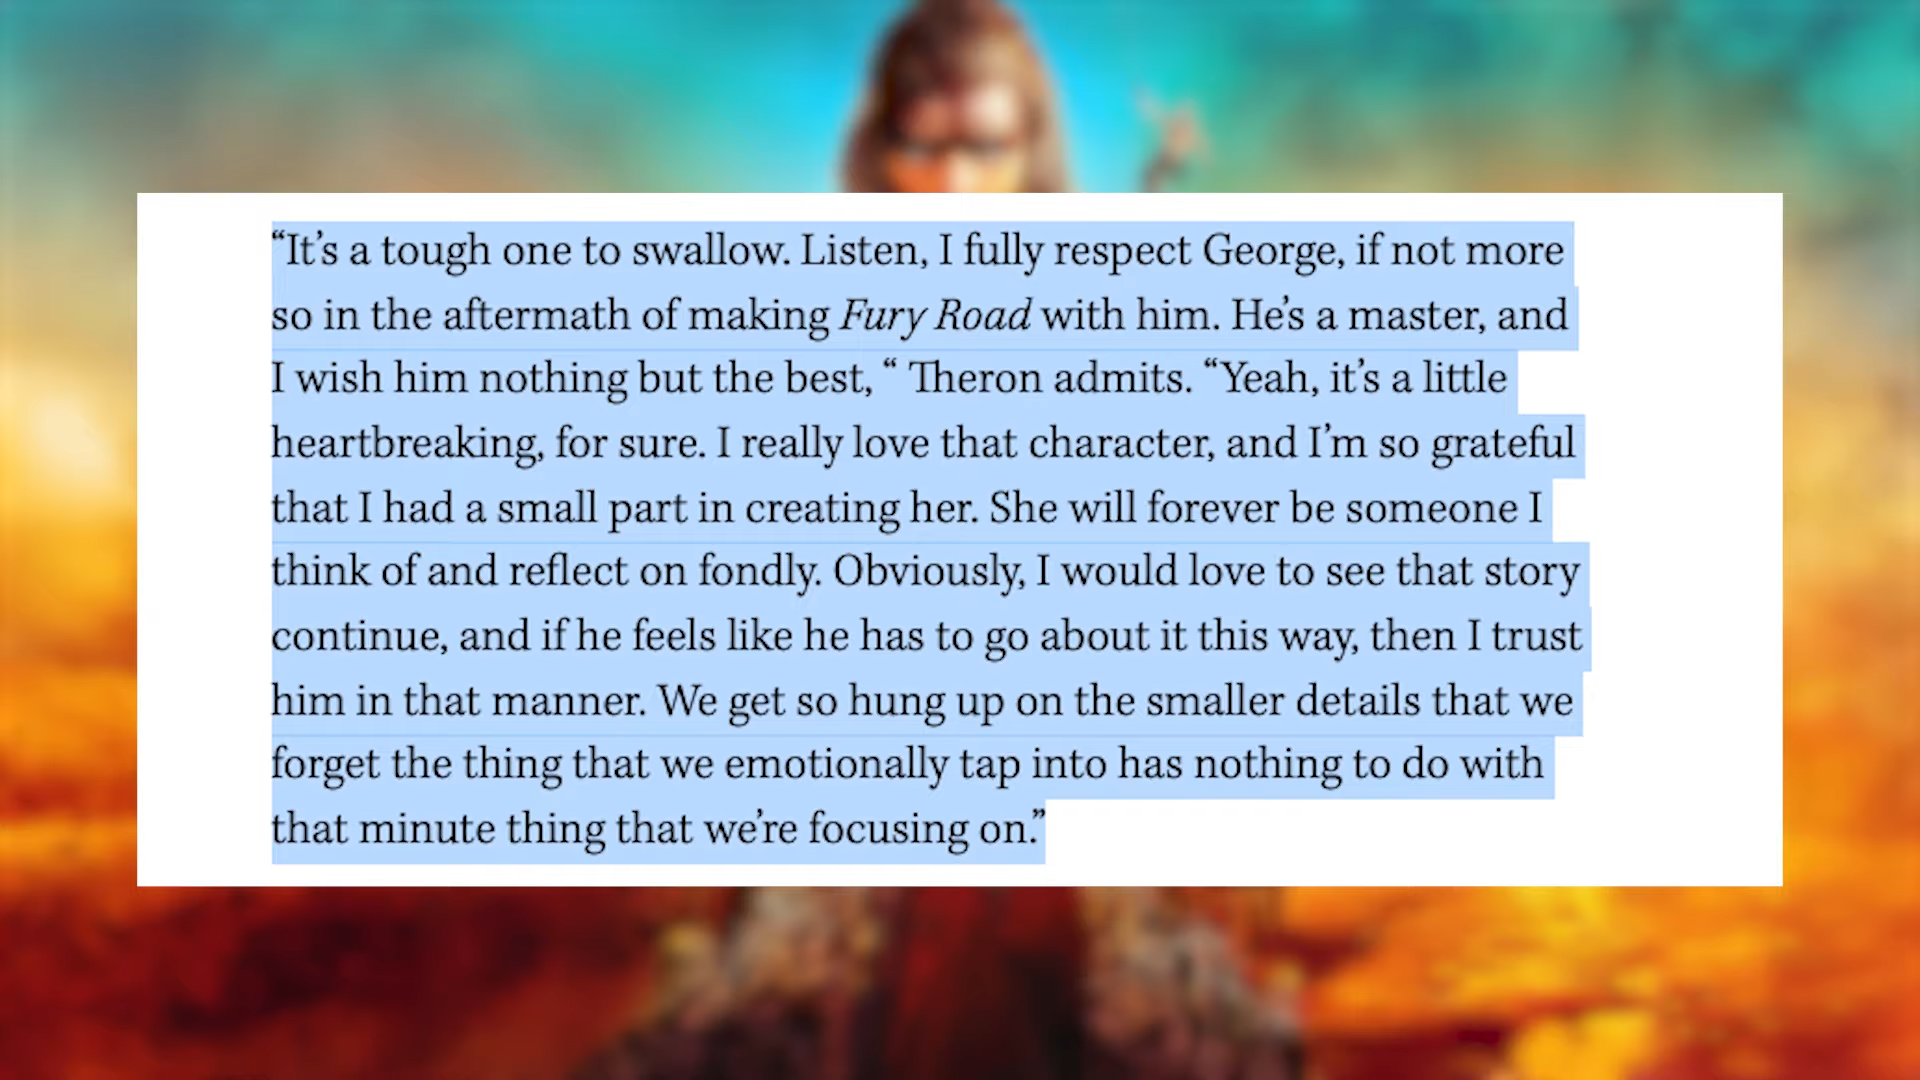 “It’s a tough one to swallow. Listen, I fully respect George, if not more
so in the aftermath of making Fury Road with him. He’s a master, and
I wish him nothing but the best, “ Theron admits. “Yeah, it’s a little
heartbreaking, for sure. I really love that character, and I’m so grateful
that I had a small part in creating her. She will forever be someone I
think of and reflect on fondly. Obviously, I would love to see that story
continue, and if he feels like he has to go about it this way, then I trust
him in that manner. We get so hung up on the smaller details that we
forget the thing that we emotionally tap into has nothing to do with
that minute thing that we’re focusing on.”